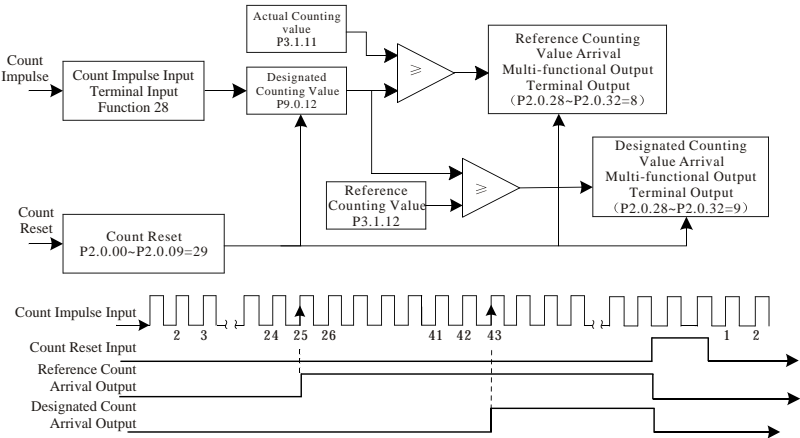 Actual Counting
value
P3.1.11
Reference Counting
Value Arrival
Multi-functional Output
Terminal Output
（P2.0.28~P2.0.32=8）
Count
Impulse
Count Impulse Input
Terminal Input
Function 28
Designated
Counting Value
P9.0.12
≥
Designated Counting
Value Arrival
Multi-functional Output
Terminal Output
(P2.0.28~P2.0.32=9）
≥
Reference
Counting Value
P3.1.12
Count
Reset
Count Reset
P2.0.00~P2.0.09=29
Count Impulse Input
2 3 24 25 26 41 42 43 1 2
Count Reset Input
Reference Count
Arrival Output
Designated Count
Arrival Output